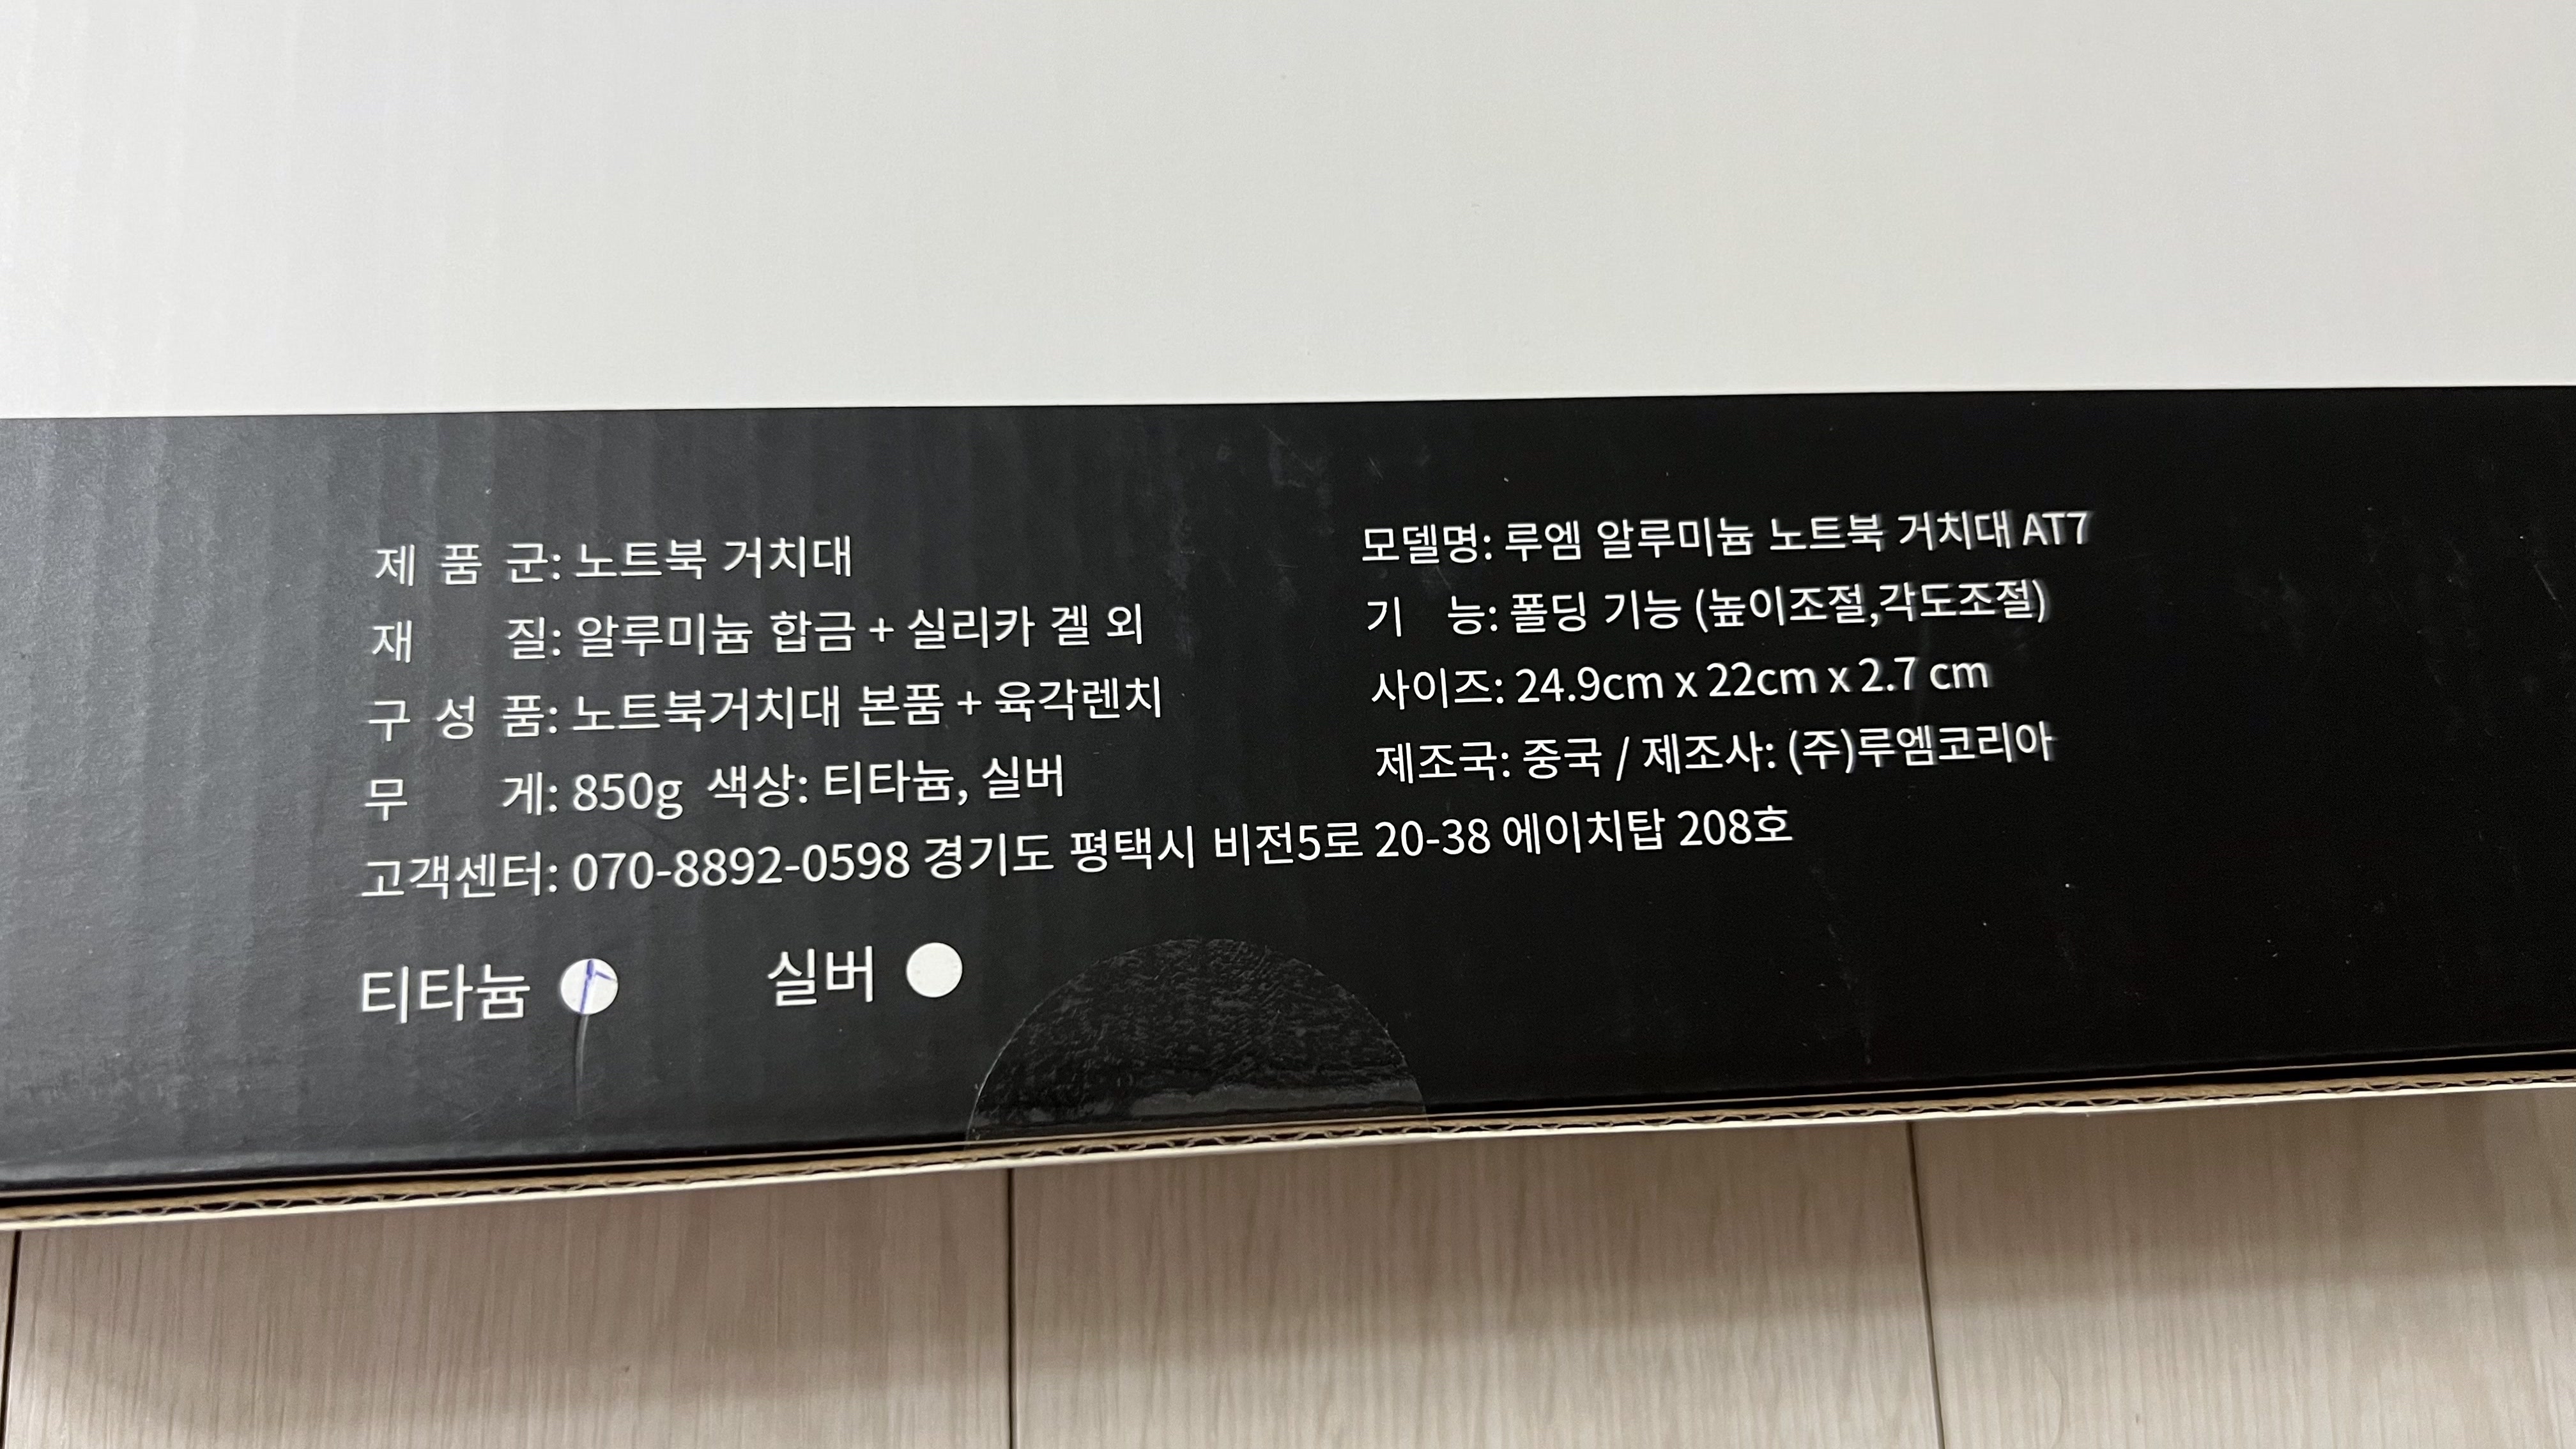 제 품 군: 노트북 거치대
재 질: 알루미늄 합금 + 실리카 겔 외
구 성 품: 노트북거치대 본품 + 육각렌치
무 게: 850g 색상: 티타늄, 실버
모델명: 루엠 알루미늄 노트북 거치대 AT7
기 능: 폴딩 기능 (높이조절,각도조절)
사이즈: 24.9cm x 22cm x 2.7 cm
제조국: 중국 / 제조사: (주)루엠코리아
고객센터: 070-8892-0598 경기도 평택시 비전5로 20-38 에이치탑 208호
티타늄 실버